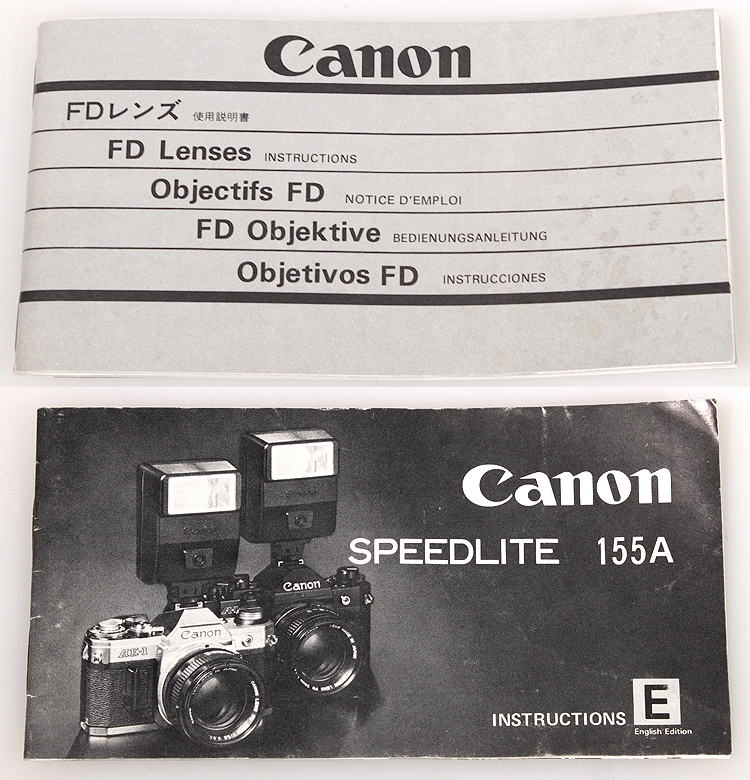 Canon
FDレンズ 使用説明書
FD Lenses INSTRUCTIONS
Objectifs FD NOTICE D'EMPLOI
FD Objektive BEDIENUNGSANLEITUNG
Objetivos FD INSTRUCCIONES
Canon
SPEEDLITE 155A
Canon
Canon
AE-1
INSTRUCTIONS E
English Edition